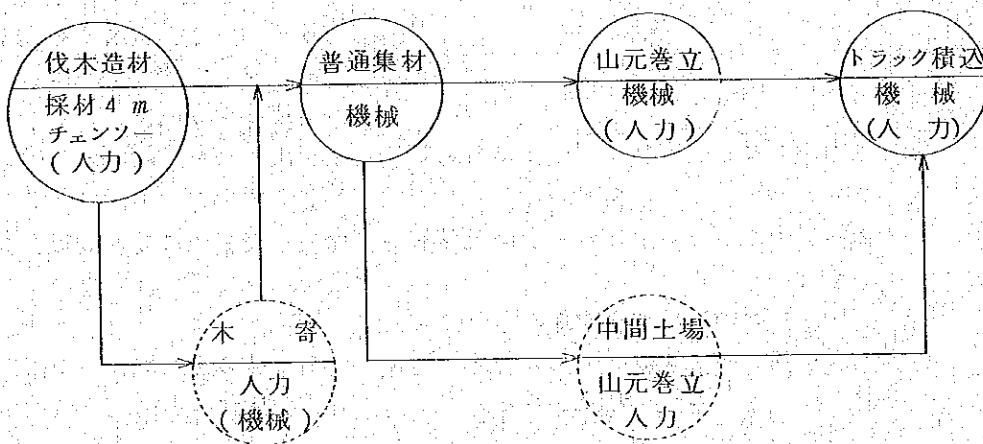 伐木造材
採材4m
チェンソー
(人力)
普通集材
機械
山元巻立
機械
(人力)
トラック積込
機 械
(人 力)
木 寄
人力
(機械)
中間土場
山元巻立
人力